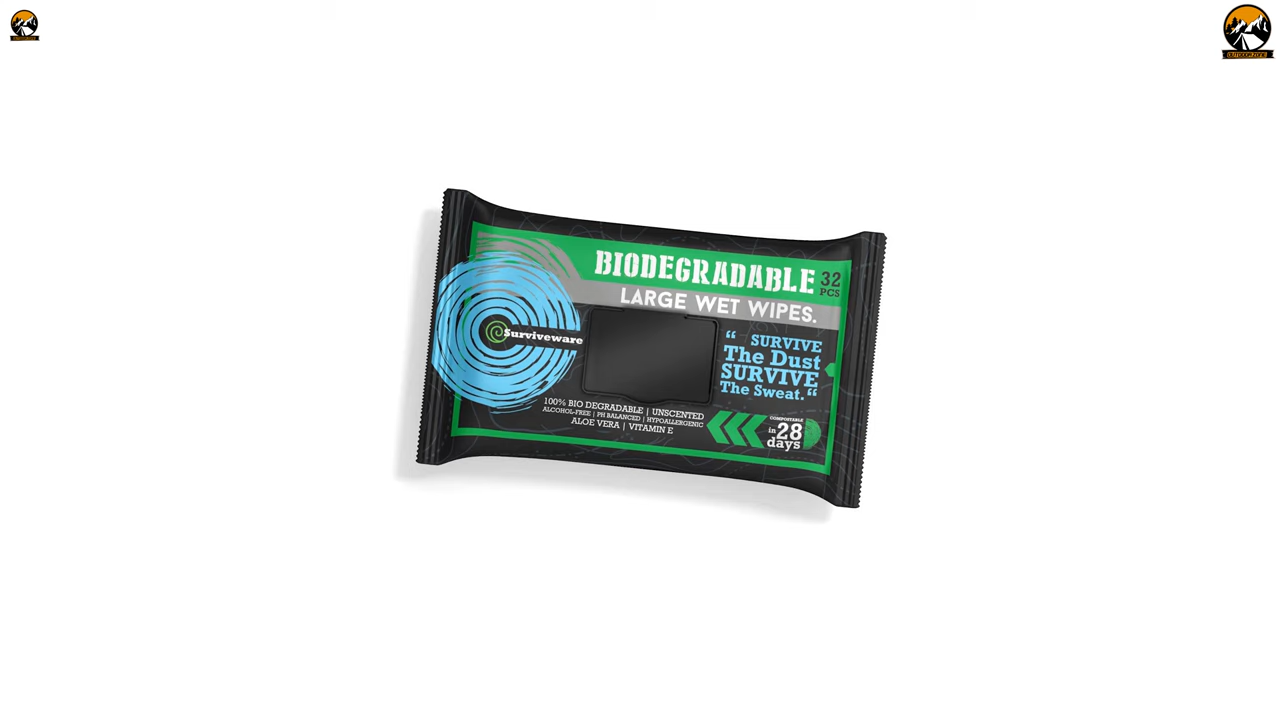 BIODEGRADABLE
32
PCS
LARGE WET WIPES.
Surviveware
“ SURVIVE
The Dust
SURVIVE
The Sweat. “
100% BIO DEGRADABLE | UNSCENTED
ALCOHOL-FREE | PH BALANCED | HYPOALLERGENIC
ALOE VERA | VITAMIN E
COMPOSTABLE
in 28
days
OUTDOORZONE